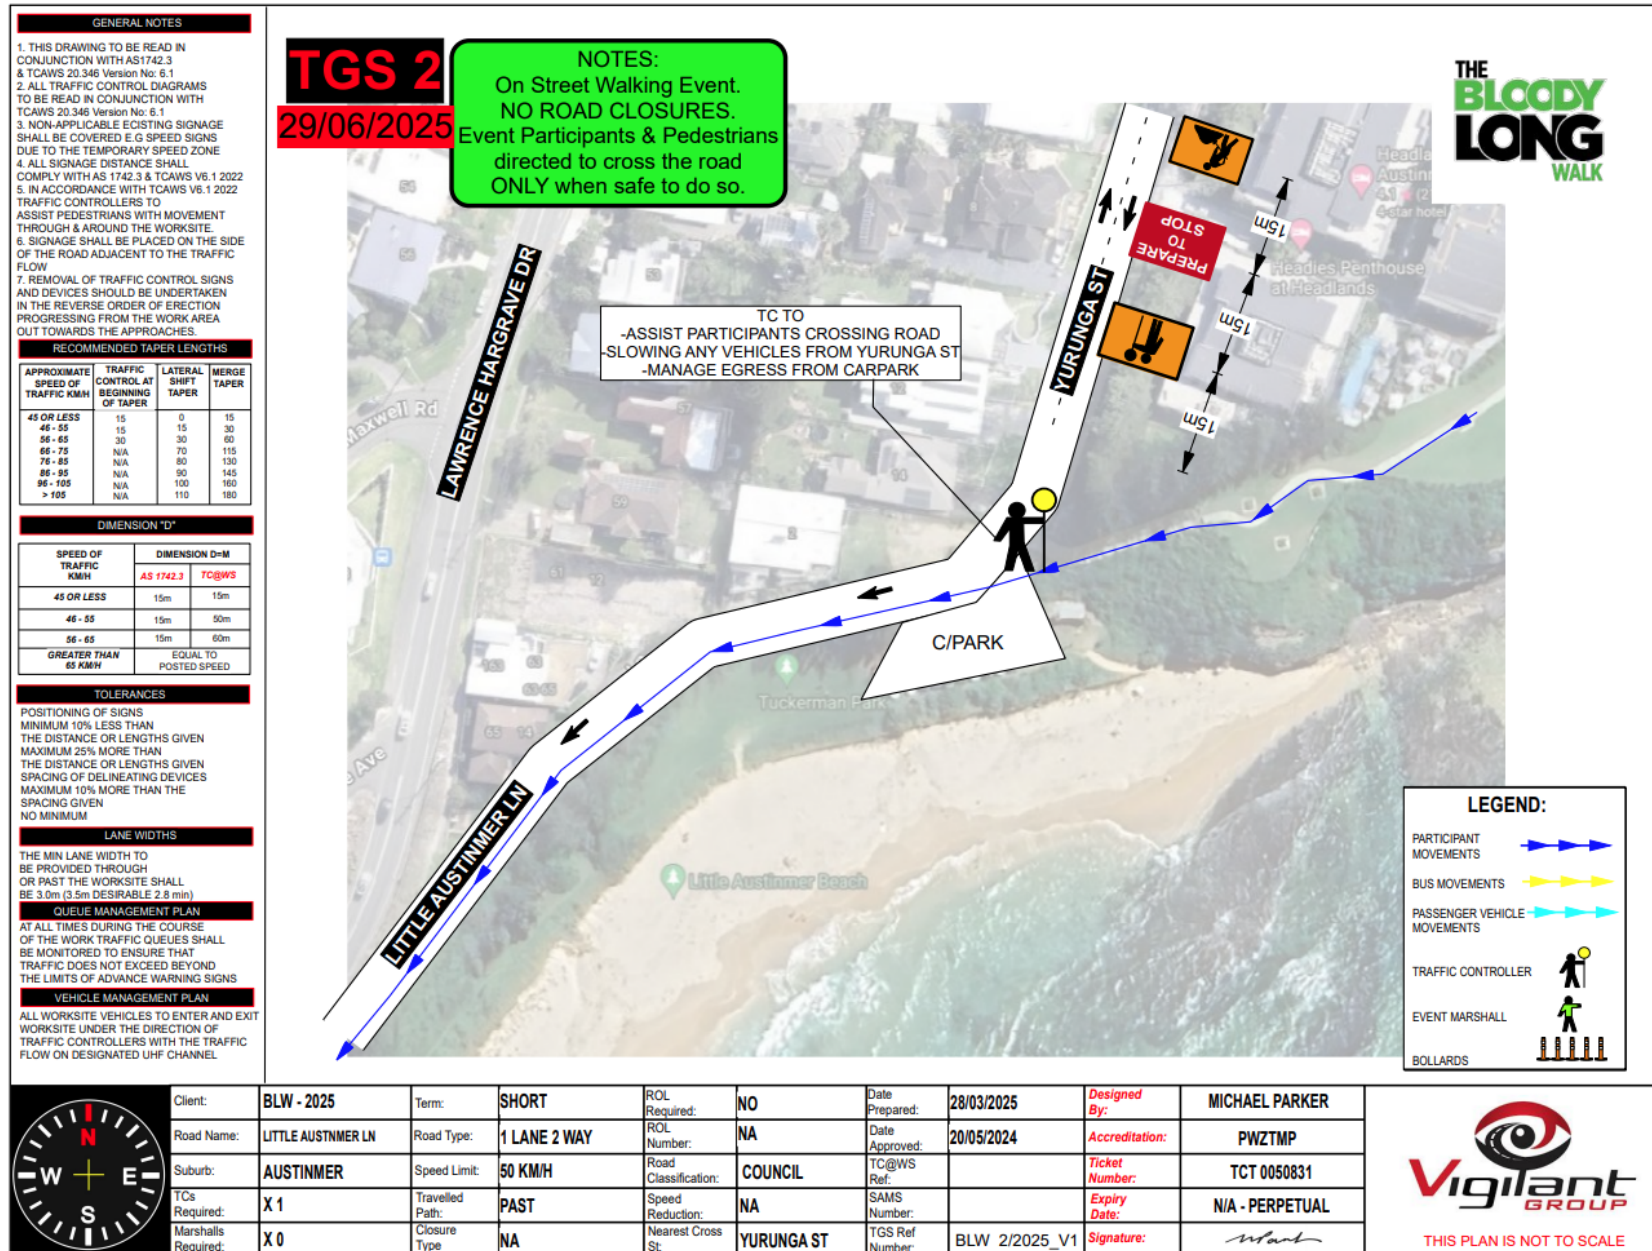 GENERAL NOTES
1. THIS DRAWING TO BE READ IN
CONJUNCTION WITH AS1742.3
& TCAWS 20.346 Version No: 6.1
2. ALL TRAFFIC CONTROL DIAGRAMS
TO BE READ IN CONJUNCTION WITH
TCAWS 20.346 Version No: 6.1
3. NON-APPLICABLE ECISTING SIGNAGE
SHALL BE COVERED E.G SPEED SIGNS
DUE TO THE TEMPORARY SPEED ZONE
4. ALL SIGNAGE DISTANCE SHALL
COMPLY WITH AS 1742.3 & TCAWS V6.1 2022
5. IN ACCORDANCE WITH TCAWS V6.1 2022
TRAFFIC CONTROLLERS TO
ASSIST PEDESTRIANS WITH MOVEMENT
THROUGH & AROUND THE WORKSITE.
6. SIGNAGE SHALL BE PLACED ON THE SIDE
OF THE ROAD ADJACENT TO THE TRAFFIC
FLOW
7. REMOVAL OF TRAFFIC CONTROL SIGNS
AND DEVICES SHOULD BE UNDERTAKEN
IN THE REVERSE ORDER OF ERECTION
PROGRESSING FROM THE WORK AREA
OUT TOWARDS THE APPROACHES.
RECOMMENDED TAPER LENGTHS
APPROXIMATE SPEED OF TRAFFIC KM/H TRAFFIC CONTROL AT BEGINNING OF TAPER LATERAL SHIFT TAPER MERGE TAPER
45 OR LESS 15 0 15
46 - 55 15 15 30
56 - 65 30 30 60
66 - 75 N/A 70 115
76 - 85 N/A 80 130
86 - 95 N/A 90 145
96 - 105 N/A 100 160
> 105 N/A 110 180
DIMENSION "D"
SPEED OF TRAFFIC KM/H DIMENSION D=M
AS 1742.3 TC@WS
45 OR LESS 15m 15m
46 - 55 15m 50m
56 - 65 15m 60m
GREATER THAN 65 KM/H EQUAL TO POSTED SPEED
TOLERANCES
POSITIONING OF SIGNS
MINIMUM 10% LESS THAN
THE DISTANCE OR LENGTHS GIVEN
MAXIMUM 25% MORE THAN
THE DISTANCE OR LENGTHS GIVEN
SPACING OF DELINEATING DEVICES
MAXIMUM 10% MORE THAN THE
SPACING GIVEN
NO MINIMUM
LANE WIDTHS
THE MIN LANE WIDTH TO
BE PROVIDED THROUGH
OR PAST THE WORKSITE SHALL
BE 3.0m (3.5m DESIRABLE 2.8 min)
QUEUE MANAGEMENT PLAN
AT ALL TIMES DURING THE COURSE
OF THE WORK TRAFFIC QUEUES SHALL
BE MONITORED TO ENSURE THAT
TRAFFIC DOES NOT EXCEED BEYOND
THE LIMITS OF ADVANCE WARNING SIGNS
VEHICLE MANAGEMENT PLAN
ALL WORKSITE VEHICLES TO ENTER AND EXIT
WORKSITE UNDER THE DIRECTION OF
TRAFFIC CONTROLLERS WITH THE TRAFFIC
FLOW ON DESIGNATED UHF CHANNEL
TGS 2
29/06/2025
NOTES:
On Street Walking Event.
NO ROAD CLOSURES.
Event Participants & Pedestrians
directed to cross the road
ONLY when safe to do so.
THE
BLOODY
LONG
WALK
PREPARE
TO
STOP
15m
15m
15m
TC TO
-ASSIST PARTICIPANTS CROSSING ROAD
-SLOWING ANY VEHICLES FROM YURUNGA ST
-MANAGE EGRESS FROM CARPARK
LAWRENCE HARGRAVE DR
YURUNGA ST
LITTLE AUSTINMER LN
C/PARK
Maxwell Rd
e Ave
Headla
Austinm
4.1
4-star hotel
Headies Penthouse
at Headlands
Tuckerman Park
Little Austinmer Beach
54
56
53
57
59
61
12
14
2
8
163
63
63-65
65
14
LEGEND:
PARTICIPANT
MOVEMENTS
BUS MOVEMENTS
PASSENGER VEHICLE
MOVEMENTS
TRAFFIC CONTROLLER
EVENT MARSHALL
BOLLARDS
N
W E
S
Client: BLW - 2025 Term: SHORT ROL Required: NO Date Prepared: 28/03/2025 Designed By: MICHAEL PARKER
Road Name: LITTLE AUSTNMER LN Road Type: 1 LANE 2 WAY ROL Number: NA Date Approved: 20/05/2024 Accreditation: PWZTMP
Suburb: AUSTINMER Speed Limit: 50 KM/H Road Classification: COUNCIL TC@WS Ref: Ticket Number: TCT 0050831
TCs Required: X 1 Travelled Path: PAST Speed Reduction: NA SAMS Number: Expiry Date: N/A - PERPETUAL
Marshalls Required: X 0 Closure Type NA Nearest Cross St: YURUNGA ST TGS Ref Number: BLW 2/2025_V1 Signature:
Vigilant
GROUP
THIS PLAN IS NOT TO SCALE